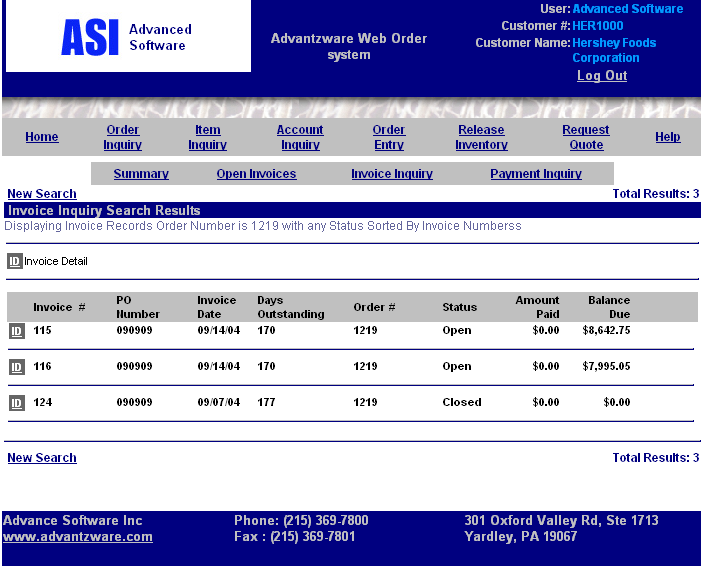 ASI Advanced Software
Advantzware Web Order system
User: Advanced Software
Customer #: HER1000
Customer Name: Hershey Foods Corporation
Log Out
Home Order Inquiry Item Inquiry Account Inquiry Order Entry Release Inventory Request Quote Help
Summary Open Invoices Invoice Inquiry Payment Inquiry
New Search Total Results: 3
Invoice Inquiry Search Results
Displaying Invoice Records Order Number is 1219 with any Status Sorted By Invoice Numberss
ID Invoice Detail
Invoice # PO Number Invoice Date Days Outstanding Order # Status Amount Paid Balance Due
ID 115 090909 09/14/04 170 1219 Open $0.00 $8,642.75
ID 116 090909 09/14/04 170 1219 Open $0.00 $7,995.05
ID 124 090909 09/07/04 177 1219 Closed $0.00 $0.00
New Search Total Results: 3
Advance Software Inc Phone: (215) 369-7800 301 Oxford Valley Rd, Ste 1713
www.advantzware.com Fax : (215) 369-7801 Yardley, PA 19067